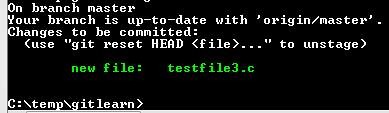 On branch master
Your branch is up-to-date with 'origin/master'.
Changes to be committed:
(use "git reset HEAD <file>..." to unstage)
new file: testfile3.c
C:\temp\gitlearn>